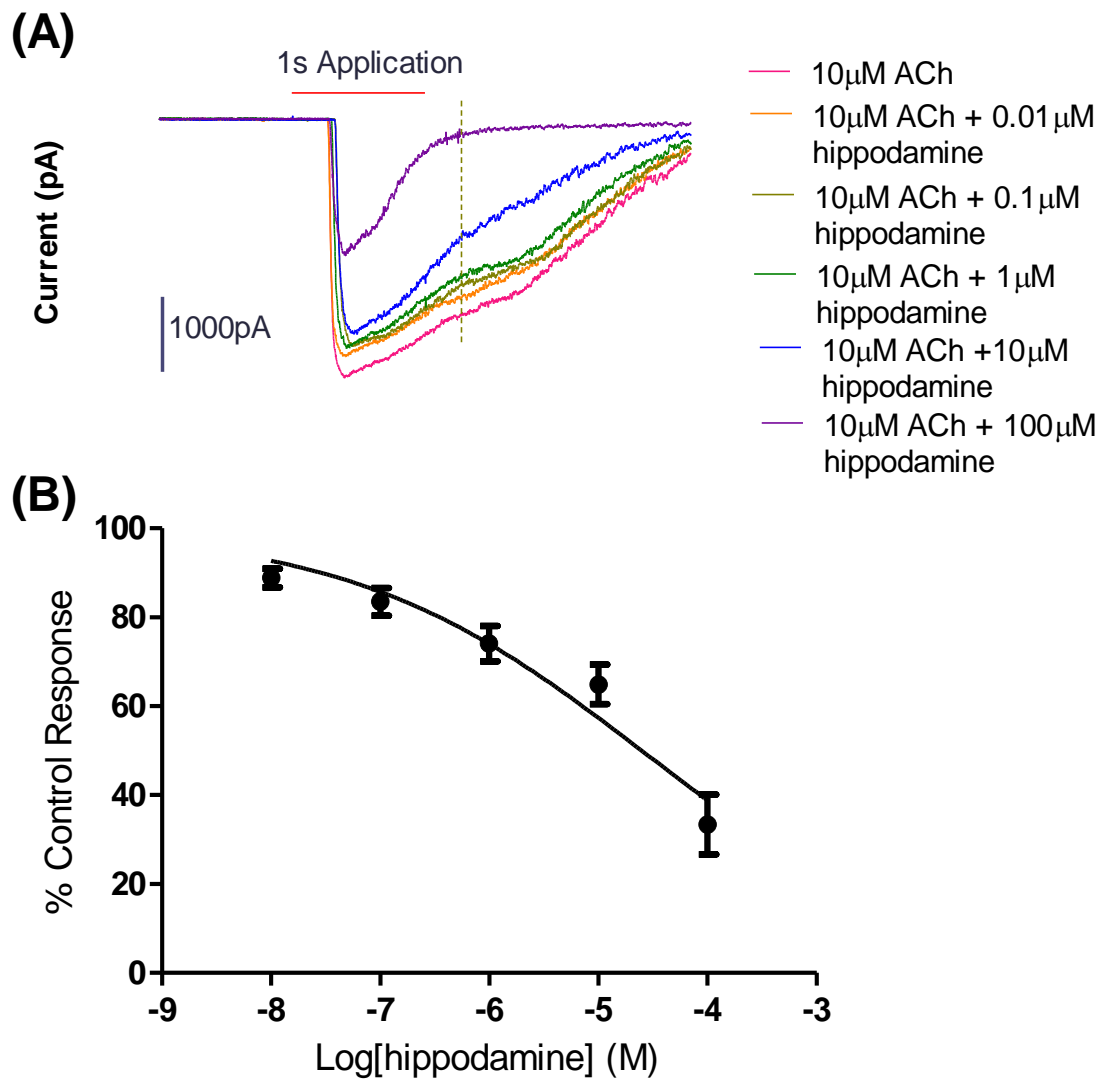 (A)
1s Application
Current (pA)
1000pA
10μM ACh
10μM ACh + 0.01μM
hippodamine
10μM ACh + 0.1μM
hippodamine
10μM ACh + 1μM
hippodamine
10μM ACh +10μM
hippodamine
10μM ACh + 100μM
hippodamine
(B)
% Control Response
100
80
60
40
20
0
-9
-8
-7
-6
-5
-4
-3
Log[hippodamine] (M)